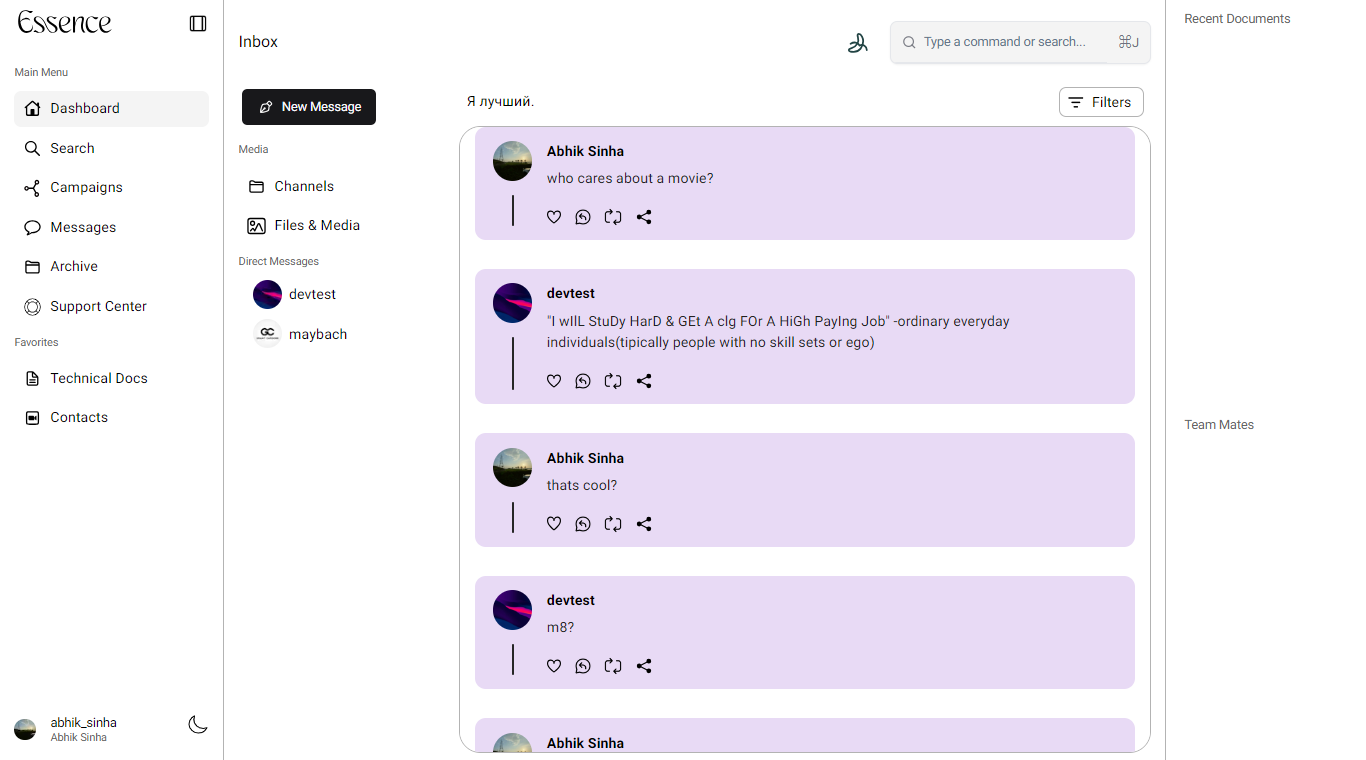 Essence
Main Menu
Dashboard
Search
Campaigns
Messages
Archive
Support Center
Favorites
Technical Docs
Contacts
abhik_sinha
Abhik Sinha
Inbox
New Message
Media
Channels
Files & Media
Direct Messages
devtest
GC
maybach
Type a command or search...
⌘J
Я лучший.
Filters
Abhik Sinha
who cares about a movie?
devtest
"I wIlL StuDy HarD & GEt A clg FOr A HiGh PayIng Job" -ordinary everyday
individuals(tipically people with no skill sets or ego)
Abhik Sinha
thats cool?
devtest
m8?
Abhik Sinha
Recent Documents
Team Mates